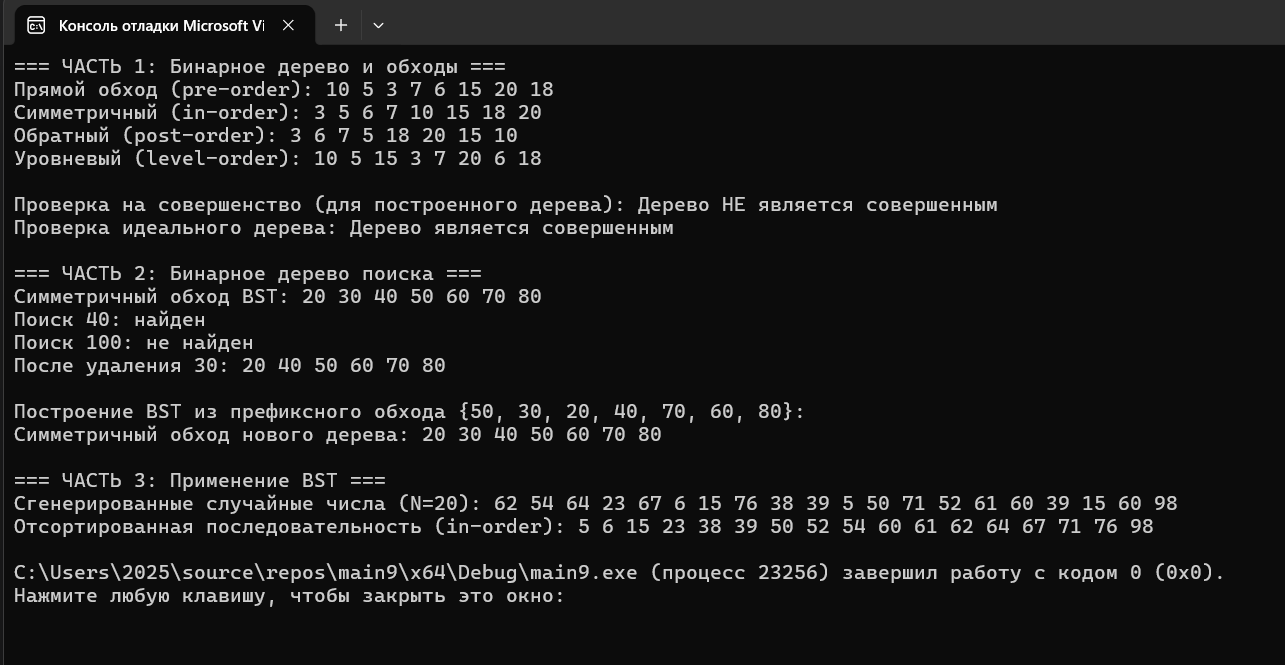 Консоль отладки Microsoft Vi
=== ЧАСТЬ 1: Бинарное дерево и обходы ===
Прямой обход (pre-order): 10 5 3 7 6 15 20 18
Симметричный (in-order): 3 5 6 7 10 15 18 20
Обратный (post-order): 3 6 7 5 18 20 15 10
Уровневый (level-order): 10 5 15 3 7 20 6 18
Проверка на совершенство (для построенного дерева): Дерево НЕ является совершенным
Проверка идеального дерева: Дерево является совершенным
=== ЧАСТЬ 2: Бинарное дерево поиска ===
Симметричный обход BST: 20 30 40 50 60 70 80
Поиск 40: найден
Поиск 100: не найден
После удаления 30: 20 40 50 60 70 80
Построение BST из префиксного обхода {50, 30, 20, 40, 70, 60, 80}:
Симметричный обход нового дерева: 20 30 40 50 60 70 80
=== ЧАСТЬ 3: Применение BST ===
Сгенерированные случайные числа (N=20): 62 54 64 23 67 6 15 76 38 39 5 50 71 52 61 60 39 15 60 98
Отсортированная последовательность (in-order): 5 6 15 23 38 39 50 52 54 60 61 62 64 67 71 76 98
C:\Users\2025\source\repos\main9\x64\Debug\main9.exe (процесс 23256) завершил работу с кодом 0 (0x0).
Нажмите любую клавишу, чтобы закрыть это окно: